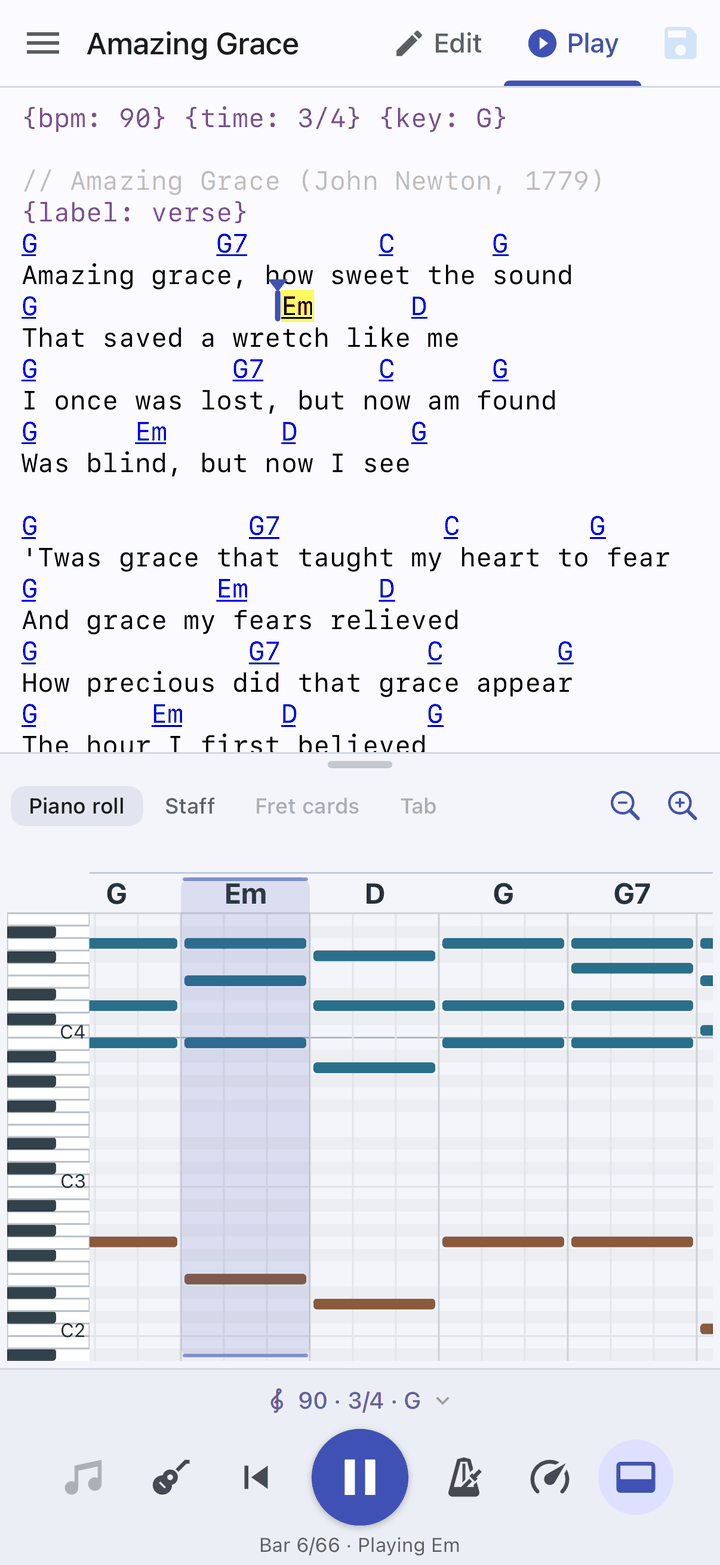 Amazing Grace Edit Play
{bpm: 90} {time: 3/4} {key: G}
// Amazing Grace (John Newton, 1779)
{label: verse}
G G7 C G
Amazing grace, how sweet the sound
G Em D
That saved a wretch like me
G G7 C G
I once was lost, but now am found
G Em D G
Was blind, but now I see
G G7 C G
'Twas grace that taught my heart to fear
G Em D
And grace my fears relieved
G G7 C G
How precious did that grace appear
G Em D G
The hour I first believed
Piano roll Staff Fret cards Tab
G Em D G G7
C4
C3
C2
90 · 3/4 · G
Bar 6/66 · Playing Em